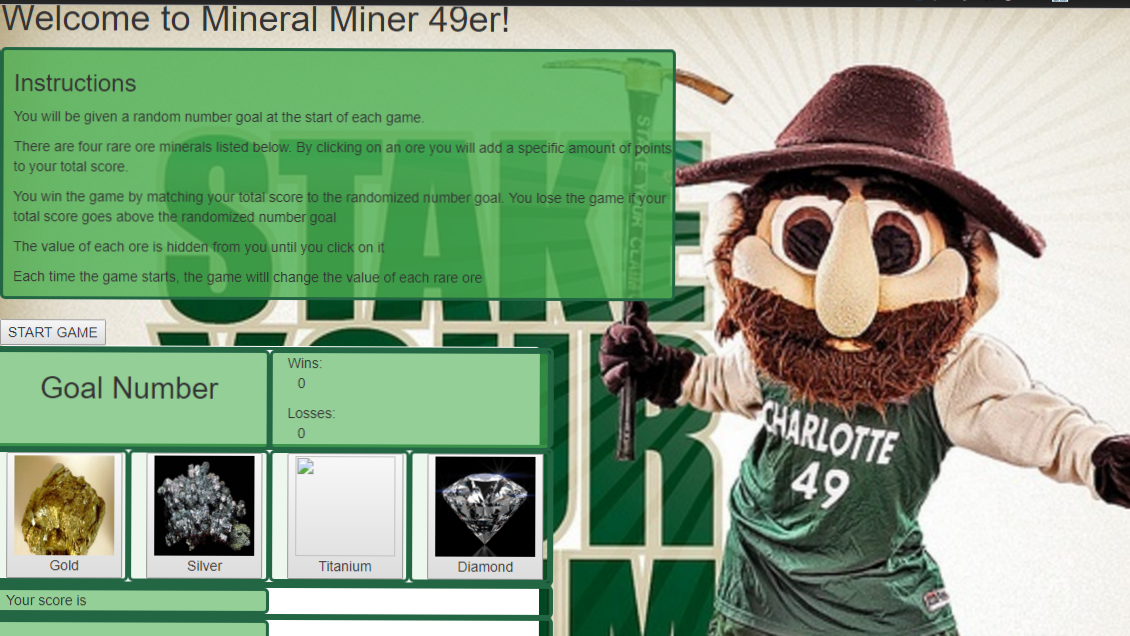 Welcome to Mineral Miner 49er!
Instructions
You will be given a random number goal at the start of each game.
There are four rare ore minerals listed below. By clicking on an ore you will add a specific amount of points
to your total score.
You win the game by matching your total score to the randomized number goal. You lose the game if your
total score goes above the randomized number goal
The value of each ore is hidden from you until you click on it
Each time the game starts, the game witll change the value of each rare ore
STAKE
YOUR
STAKE YOUR CLAIM
START GAME
Goal Number
Wins:
0
Losses:
0
CHARLOTTE
49
Gold
Silver
Titanium
Diamond
Your score is